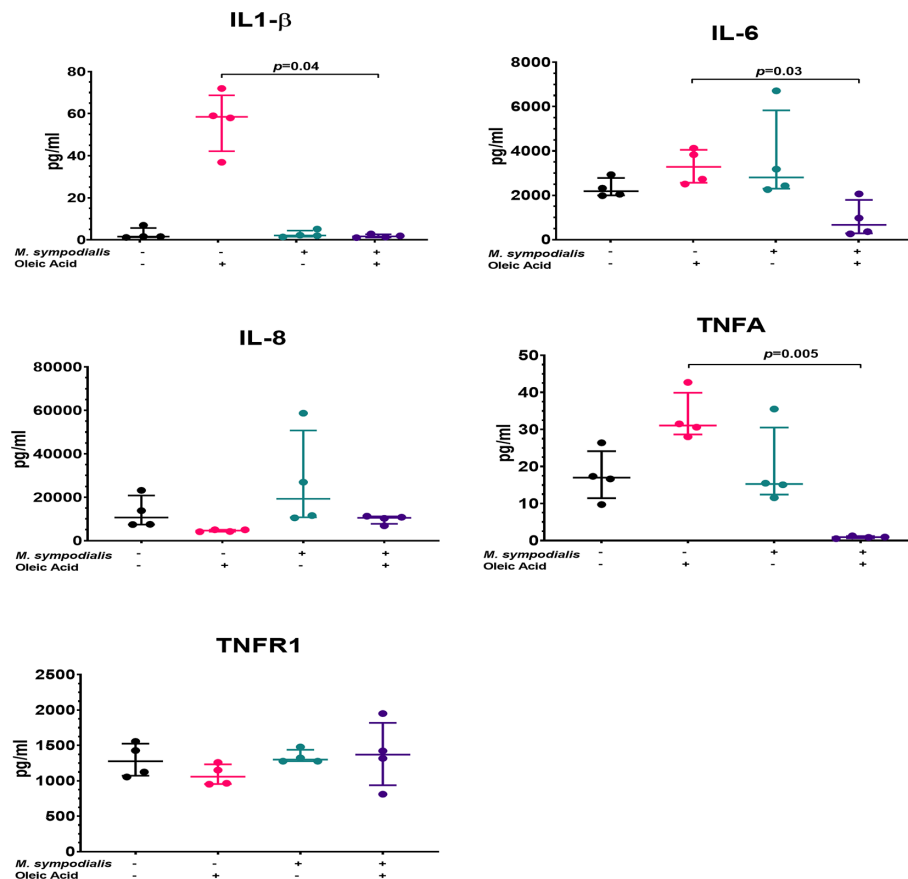 IL1-β
p=0.04
80
60
40
20
0
pg/ml
M. sympodialis - - + +
Oleic Acid - + - +
IL-6
p=0.03
8000
6000
4000
2000
0
pg/ml
M. sympodialis - - + +
Oleic Acid - + - +
IL-8
80000
60000
40000
20000
0
pg/ml
M. sympodialis - - + +
Oleic Acid - + - +
TNFA
p=0.005
50
40
30
20
10
0
pg/ml
M. sympodialis - - + +
Oleic Acid - + - +
TNFR1
2500
2000
1500
1000
500
0
pg/ml
M. sympodialis - - + +
Oleic Acid - + - +